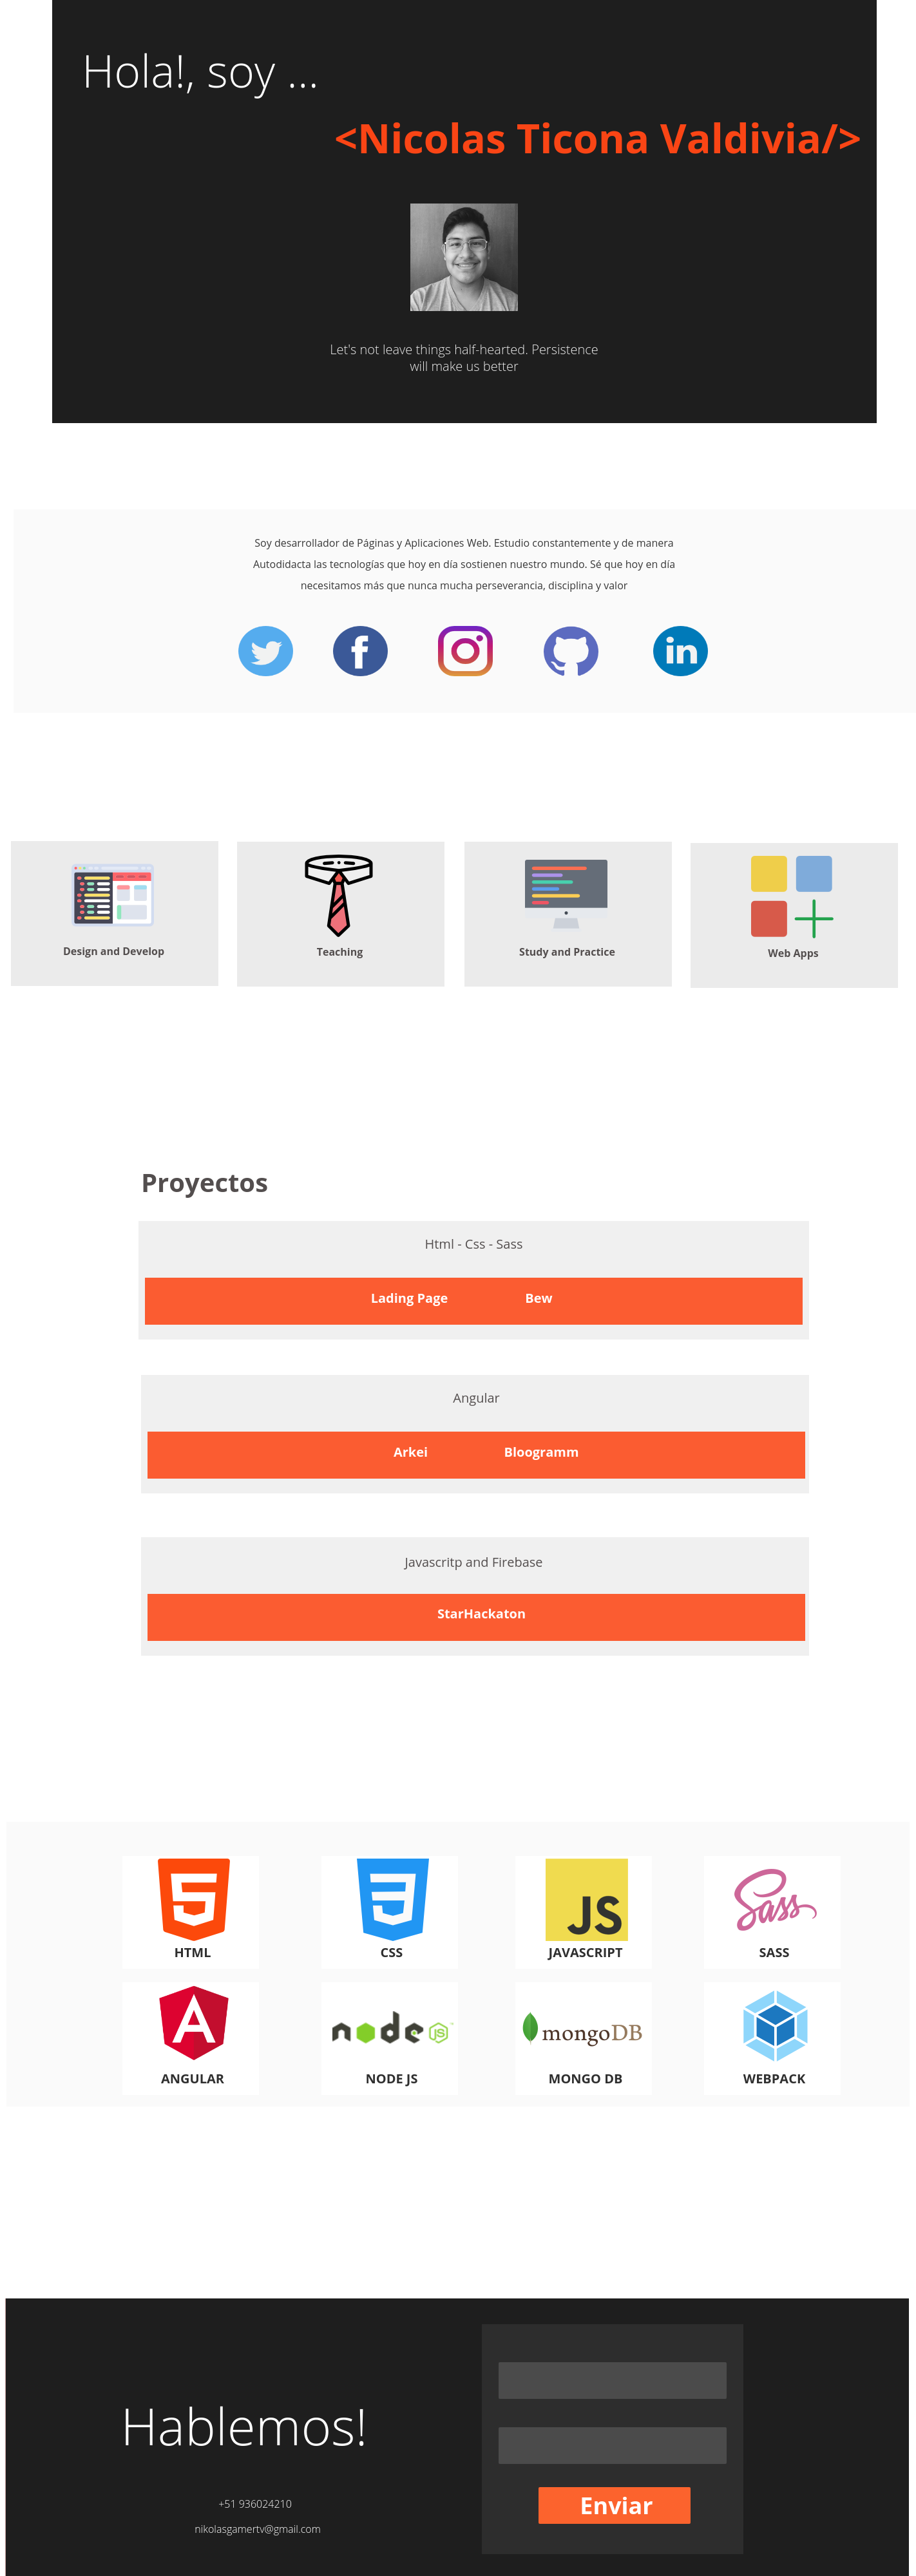 Hola!, soy ...
<Nicolas Ticona Valdivia/>
Let's not leave things half-hearted. Persistence
will make us better
Soy desarrollador de Páginas y Aplicaciones Web. Estudio constantemente y de manera
Autodidacta las tecnologías que hoy en día sostienen nuestro mundo. Sé que hoy en día
necesitamos más que nunca mucha perseverancia, disciplina y valor
Design and Develop
Teaching
Study and Practice
Web Apps
Proyectos
Html - Css - Sass
Lading Page Bew
Angular
Arkei Bloogramm
Javascritp and Firebase
StarHackaton
JS
Sass
HTML
CSS
JAVASCRIPT
SASS
node JS
mongoDB
ANGULAR
NODE JS
MONGO DB
WEBPACK
Hablemos!
+51 936024210
nikolasgamertv@gmail.com
Enviar